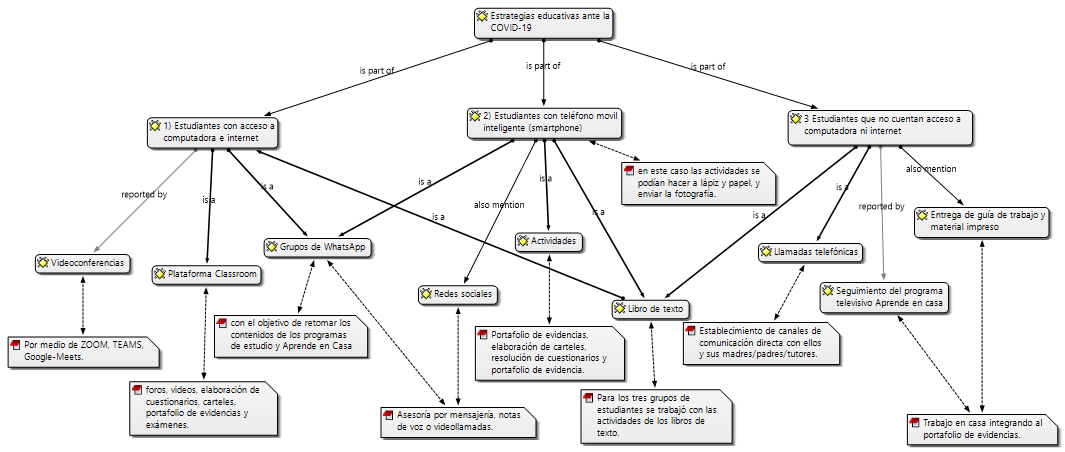 Estrategias educativas ante la
COVID-19
is part of
is part of
is part of
1) Estudiantes con acceso a
computadora e internet
2) Estudiantes con teléfono movil
inteligente (smartphone)
3 Estudiantes que no cuentan acceso a
computadora ni internet
en este caso las actividades se
podían hacer a lápiz y papel, y
enviar la fotografía.
reported by
is a
is a
is a
is a
also mention
is a
is a
is a
is a
reported by
also mention
Videoconferencias
Plataforma Classroom
Grupos de WhatsApp
Redes sociales
Actividades
Libro de texto
Llamadas telefónicas
Seguimiento del programa
televisivo Aprende en casa
Entrega de guía de trabajo y
material impreso
Por medio de ZOOM, TEAMS,
Google-Meets.
foros, videos, elaboración de
cuestionarios, carteles,
portafolio de evidencias y
exámenes.
con el objetivo de retomar los
contenidos de los programas
de estudio y Aprende en Casa
Asesoría por mensajería, notas
de voz o videollamadas.
Portafolio de evidencias,
elaboración de carteles,
resolución de cuestionarios y
portafolio de evidencia.
Para los tres grupos de
estudiantes se trabajó con las
actividades de los libros de
texto.
Establecimiento de canales de
comunicación directa con ellos
y sus madres/padres/tutores.
Trabajo en casa integrando al
portafolio de evidencias.